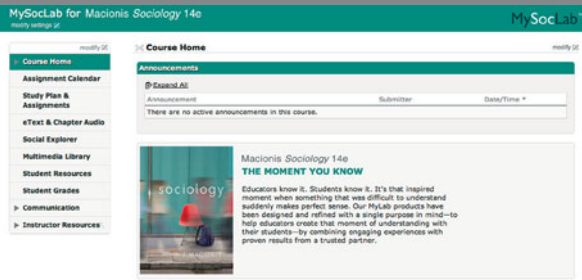 MySocLab for Macionis Sociology 14e
modify settings
MySocLab
modify
Course Home
Assignment Calendar
Study Plan &
Assignments
eText & Chapter Audio
Social Explorer
Multimedia Library
Student Resources
Student Grades
Communication
Instructor Resources
Course Home
modify
Announcements
Expand All
Announcement Submitter Date/Time
There are no active announcements in this course.
sociology
Macionis Sociology 14e
THE MOMENT YOU KNOW
Educators know it. Students know it. It's that inspired
moment when something that was difficult to understand
suddenly makes perfect sense. Our MyLab products have
been designed and refined with a single purpose in mind—to
help educators create that moment of understanding with
their students—by combining engaging experiences with
proven results from a trusted partner.